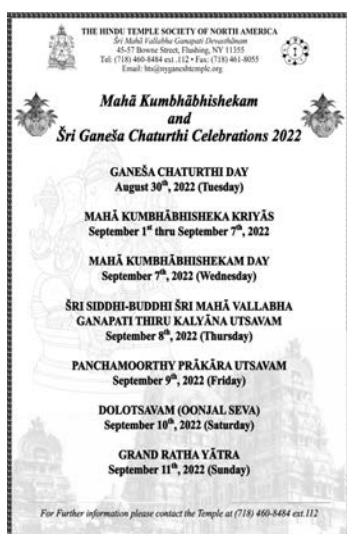 THE HINDU TEMPLE SOCIETY OF NORTH AMERICA
Śri Mahā Vallabha Ganapati Devasthānam
45-57 Bowne Street, Flushing, NY 11355
Tel: (718) 460-8484 ext .112 • Fax: (718) 461-8055
Email: hts@nyganeshtemple.org
Mahā Kumbhābhishekam
and
Śri Ganeśa Chaturthi Celebrations 2022
GANEŠA CHATURTHI DAY
August 30th, 2022 (Tuesday)
MAHĀ KUMBHĀBHISHEKA KRIYĀS
September 1st thru September 7th, 2022
MAHĀ KUMBHĀBHISHEKAM DAY
September 7th, 2022 (Wednesday)
ŠRI SIDDHI-BUDDHI ŠRI MAHĀ VALLABHA
GANAPATI THIRU KALYĀNA UTSAVAM
September 8th, 2022 (Thursday)
PANCHAMOORTHY PRĀKĀRA UTSAVAM
September 9th, 2022 (Friday)
DOLOTSAVAM (OONJAL SEVA)
September 10th, 2022 (Saturday)
GRAND RATHA YĀTRA
September 11th, 2022 (Sunday)
For Further information please contact the Temple at (718) 460-8484 ext.112